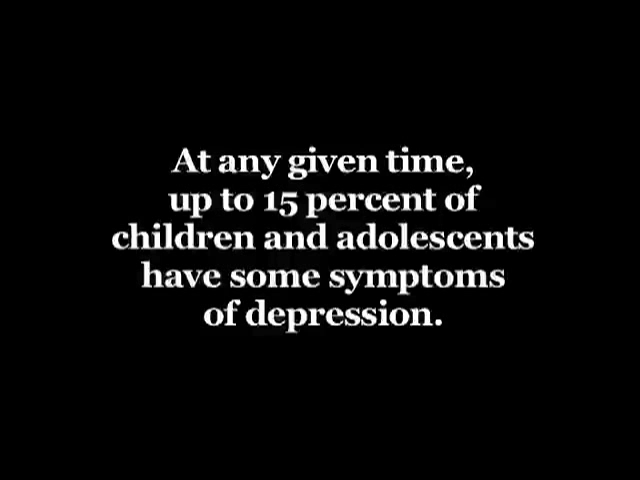 At any given time,
up to 15 percent of
children and adolescents
have some symptoms
of depression.